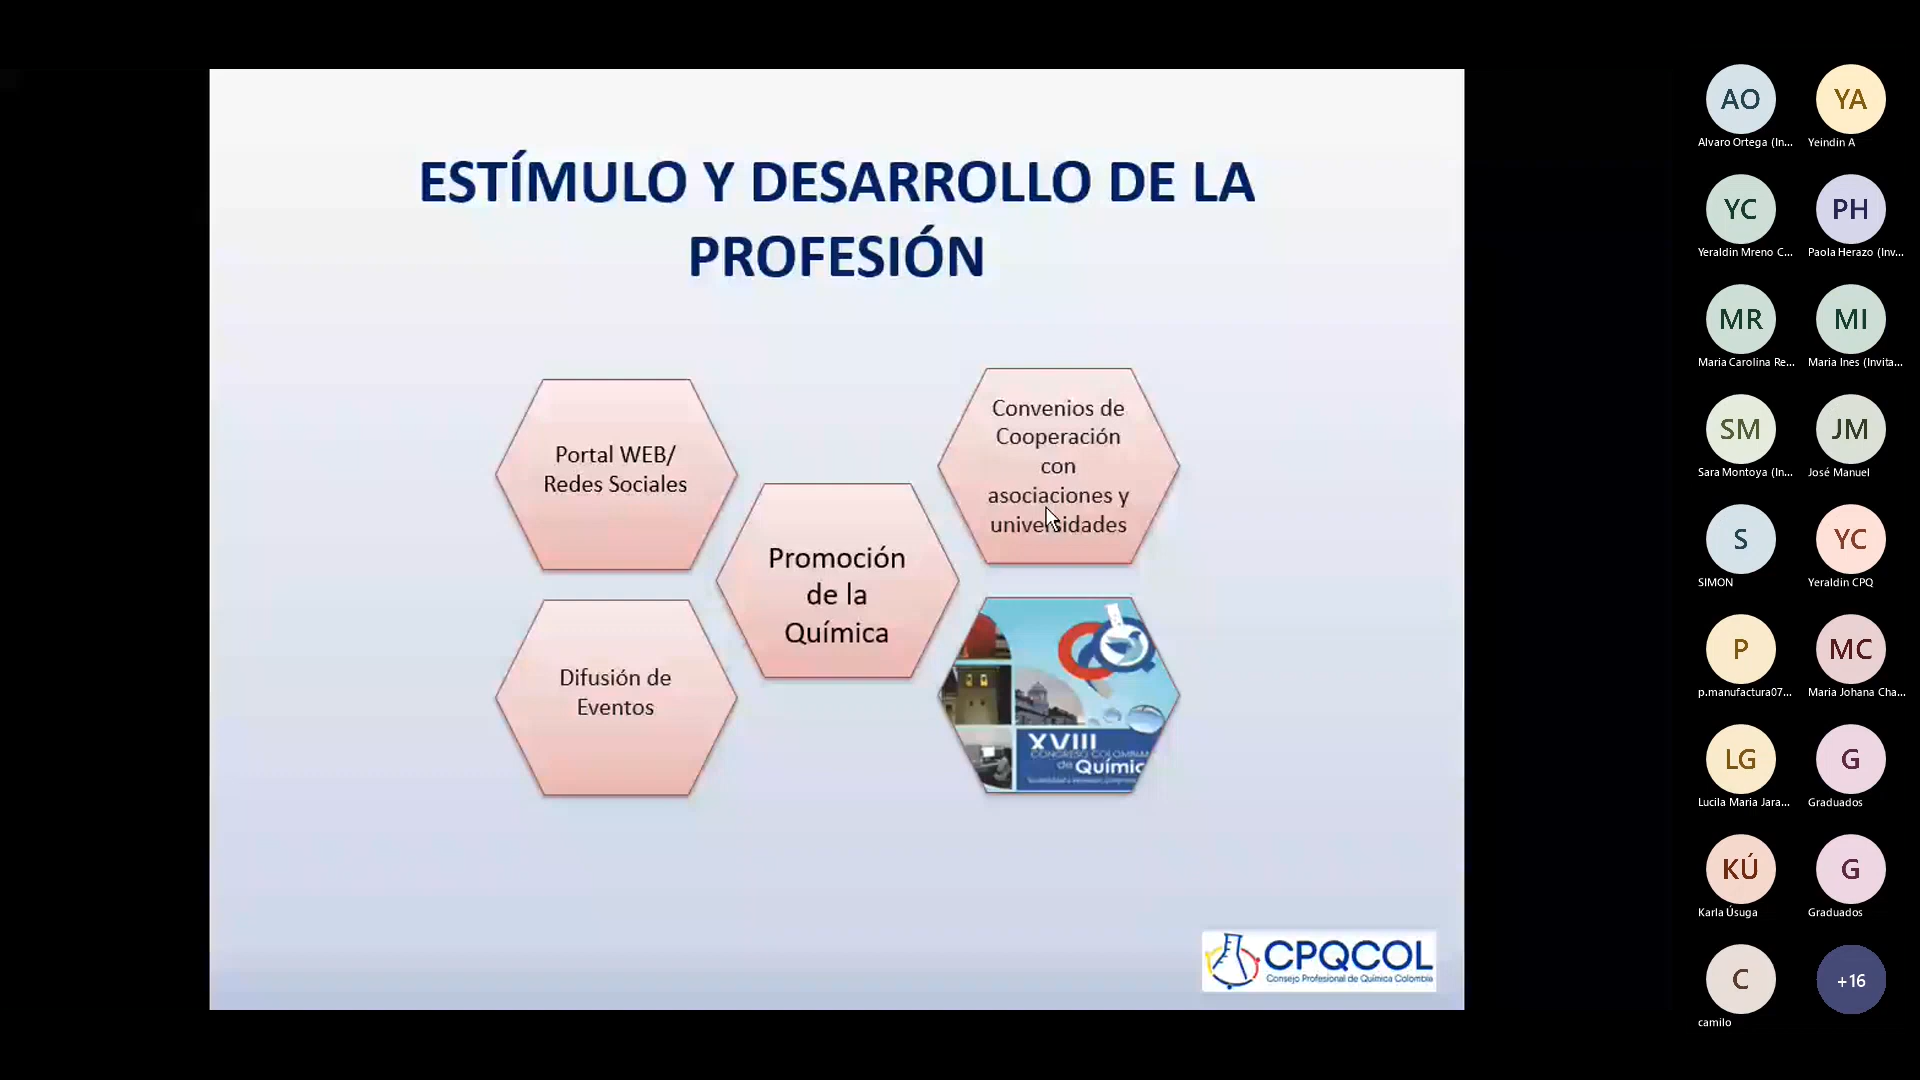 ESTÍMULO Y DESARROLLO DE LA
PROFESIÓN
Portal WEB/
Redes Sociales
Convenios de
Cooperación
con
asociaciones y
universidades
Promoción
de la
Química
Difusión de
Eventos
XVIII
CONGRESO COLOMBIAN
de Químic
CPQCOL
Consejo Profesional de Química Colombia
AO
Alvaro Ortega (In...
YA
Yeindin A
YC
Yeraldin Mreno C...
PH
Paola Herazo (Inv...
MR
Maria Carolina Re...
MI
Maria Ines (Invita...
SM
Sara Montoya (In...
JM
José Manuel
S
SIMON
YC
Yeraldin CPQ
P
p.manufactura07...
MC
Maria Johana Cha...
LG
Lucila Maria Jara...
G
Graduados
KÚ
Karla Úsuga
G
Graduados
C
camilo
+16